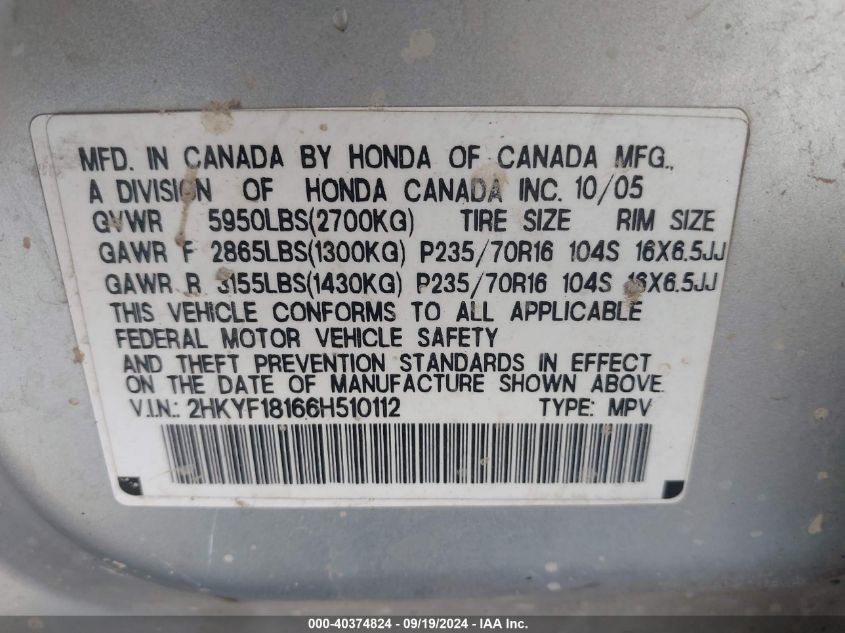 MFD. IN CANADA BY HONDA OF CANADA MFG.,
A DIVISION OF HONDA CANADA INC. 10/05
GVWR 5950LBS(2700KG) TIRE SIZE RIM SIZE
GAWR F 2865LBS(1300KG) P235/70R16 104S 16X6.5JJ
GAWR R 3155LBS(1430KG) P235/70R16 104S 16X6.5JJ
THIS VEHICLE CONFORMS TO ALL APPLICABLE
FEDERAL MOTOR VEHICLE SAFETY
AND THEFT PREVENTION STANDARDS IN EFFECT
ON THE DATE OF MANUFACTURE SHOWN ABOVE.
V.I.N.: 2HKYF18166H510112 TYPE: MPV
000-40374824 - 09/19/2024 - IAA Inc.